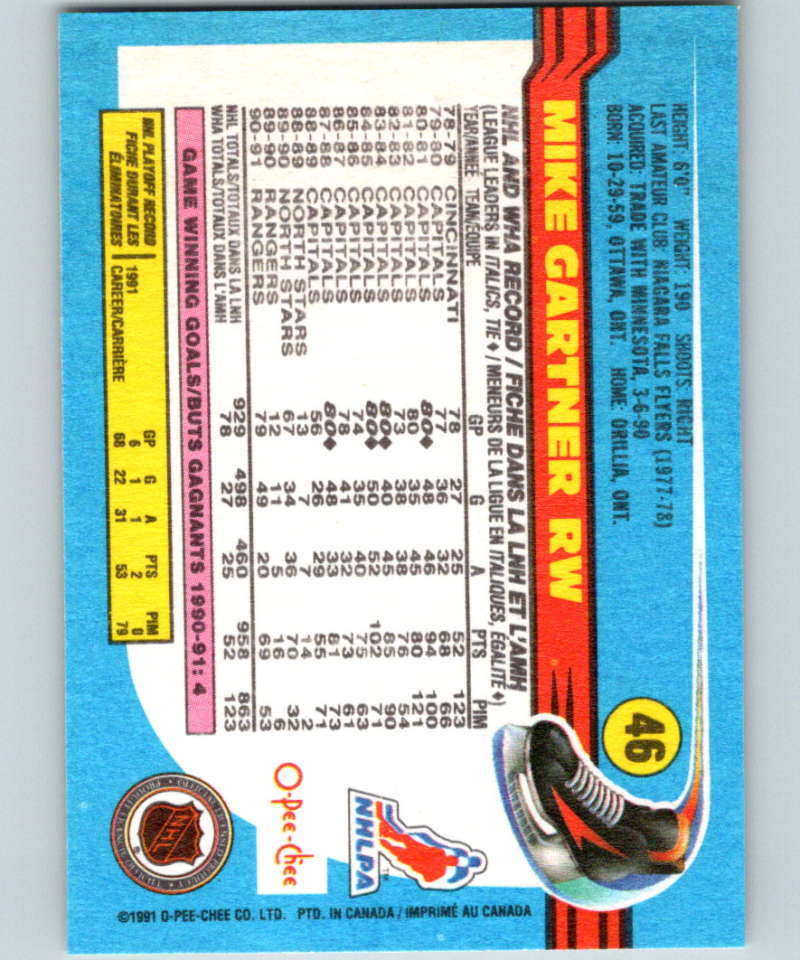 HEIGHT: 6'0" WEIGHT: 190 SHOOTS: RIGHT
LAST AMATEUR CLUB: NIAGARA FALLS FLYERS (1977-78)
ACQUIRED: TRADE WITH MINNESOTA, 3-6-90
BORN: 10-29-59, OTTAWA, ONT. HOME: ORILLIA, ONT.
46
MIKE GARTNER RW
NHL AND WHA RECORD / FICHE DANS LA LNH ET L'AMH
(LEAGUE LEADERS IN ITALICS, TIE ♦ / MENEURS DE LA LIGUE EN ITALIQUES, ÉGALITÉ ♦)
YEAR/ANNÉE TEAM/ÉQUIPE GP G A PTS PIM
78-79 CINCINNATI 78 27 25 52 123
79-80 CAPITALS 77 36 32 68 66
80-81 CAPITALS 80♦ 48 46 94 100
81-82 CAPITALS 80 35 45 80 121
82-83 CAPITALS 73 38 38 76 54
83-84 CAPITALS 80♦ 40 45 85 90
84-85 CAPITALS 80♦ 50 52 102 71
85-86 CAPITALS 74 35 40 75 63
86-87 CAPITALS 78 41 32 73 61
87-88 CAPITALS 80♦ 48 33 81 73
88-89 CAPITALS 56 26 29 55 71
88-89 NORTH STARS 13 7 7 14 2
89-90 NORTH STARS 67 34 36 70 32
89-90 RANGERS 12 11 5 16 6
90-91 RANGERS 79 49 20 69 53
NHL TOTALS/TOTAUX DANS LA LNH 929 498 460 958 863
WHA TOTALS/TOTAUX DANS L'AMH 78 27 25 52 123
GAME WINNING GOALS/BUTS GAGNANTS 1990-91: 4
NHL PLAYOFF RECORD
FICHE DURANT LES
ÉLIMINATOIRES
GP G A PTS PIM
1991 6 1 1 2 0
CAREER/CARRIÈRE 68 22 31 53 79
NHLPA
TM
O-Pee-Chee
NHL
©1991 O-PEE-CHEE CO. LTD. PTD. IN CANADA / IMPRIMÉ AU CANADA